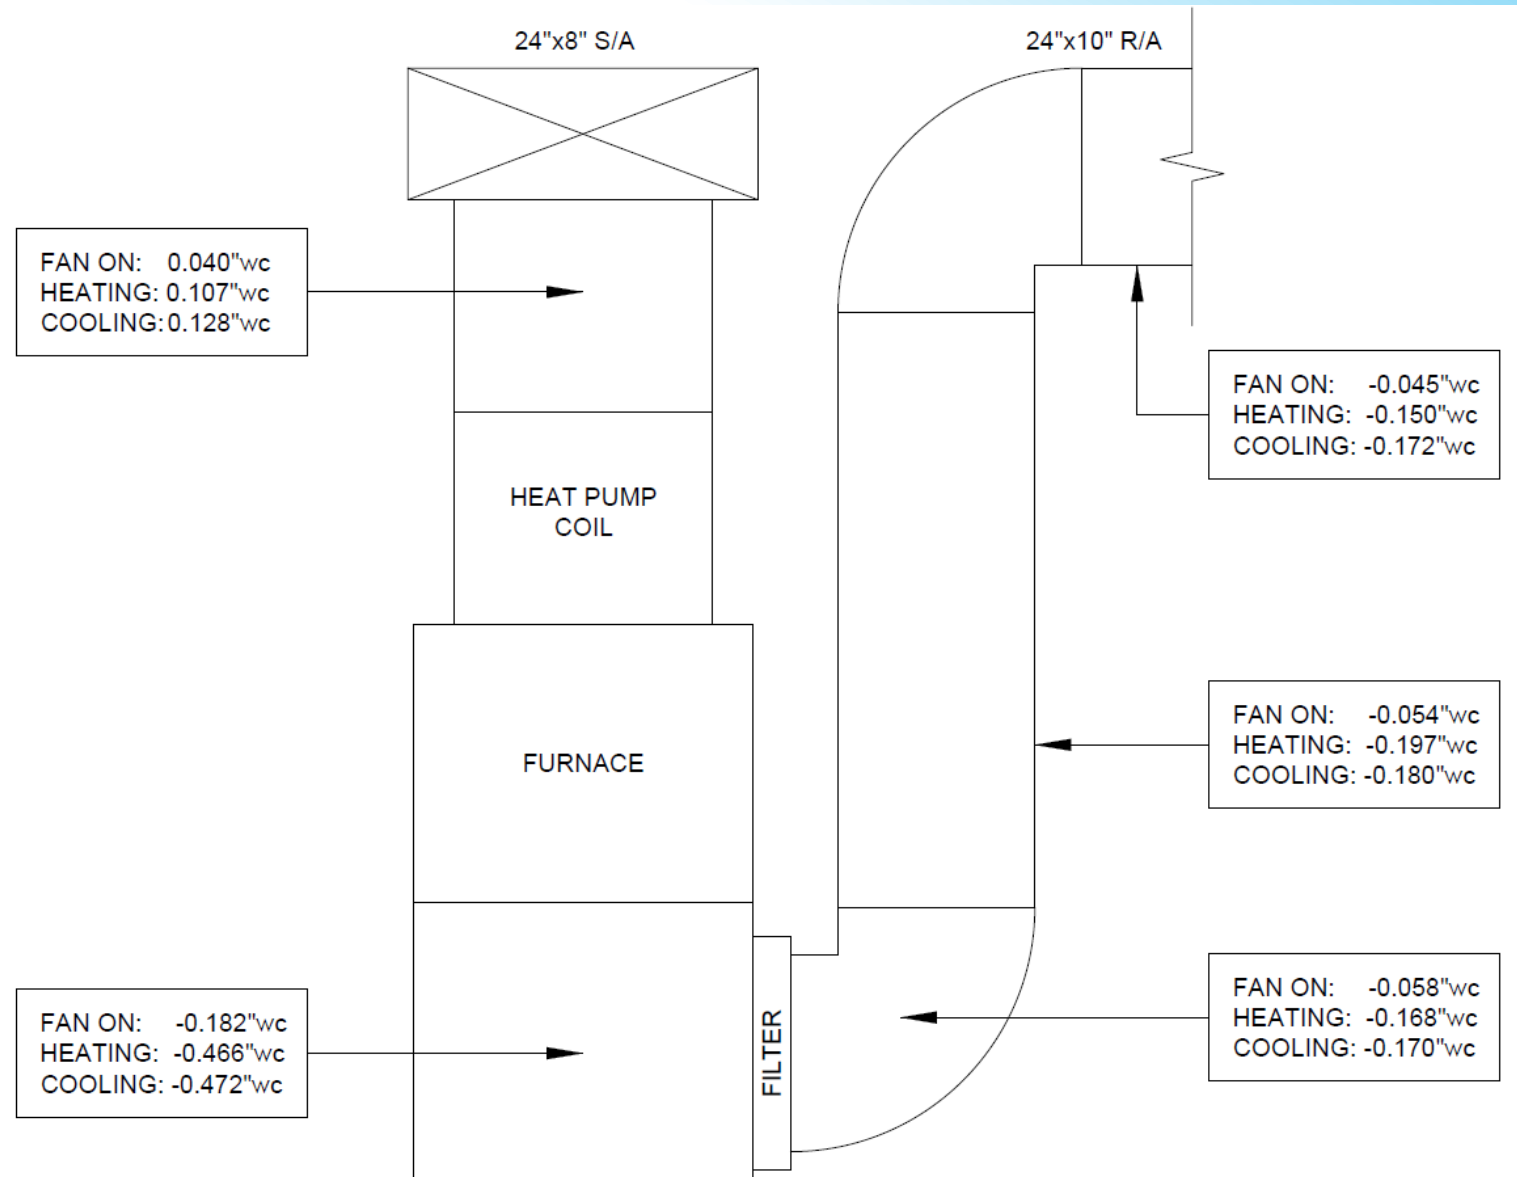 24"x8" S/A
24"x10" R/A
FAN ON: 0.040"wc
HEATING: 0.107"wc
COOLING: 0.128"wc
FAN ON: -0.045"wc
HEATING: -0.150"wc
COOLING: -0.172"wc
HEAT PUMP
COIL
FURNACE
FAN ON: -0.054"wc
HEATING: -0.197"wc
COOLING: -0.180"wc
FAN ON: -0.182"wc
HEATING: -0.466"wc
COOLING: -0.472"wc
FILTER
FAN ON: -0.058"wc
HEATING: -0.168"wc
COOLING: -0.170"wc